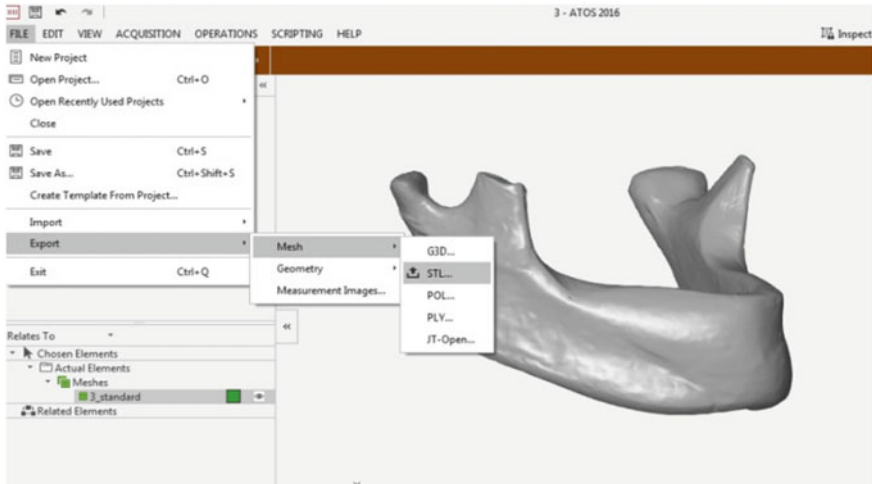 3 - ATOS 2016
FILE EDIT VIEW ACQUISITION OPERATIONS SCRIPTING HELP
Inspect
New Project
Open Project... Ctrl+O
Open Recently Used Projects
Close
Save Ctrl+S
Save As... Ctrl+Shift+S
Create Template From Project...
Import
Export
Exit Ctrl+Q
Mesh
Geometry
Measurement Images...
G3D...
STL...
POL...
PLY...
JT-Open...
Relates To
Chosen Elements
Actual Elements
Meshes
3_standard
Related Elements